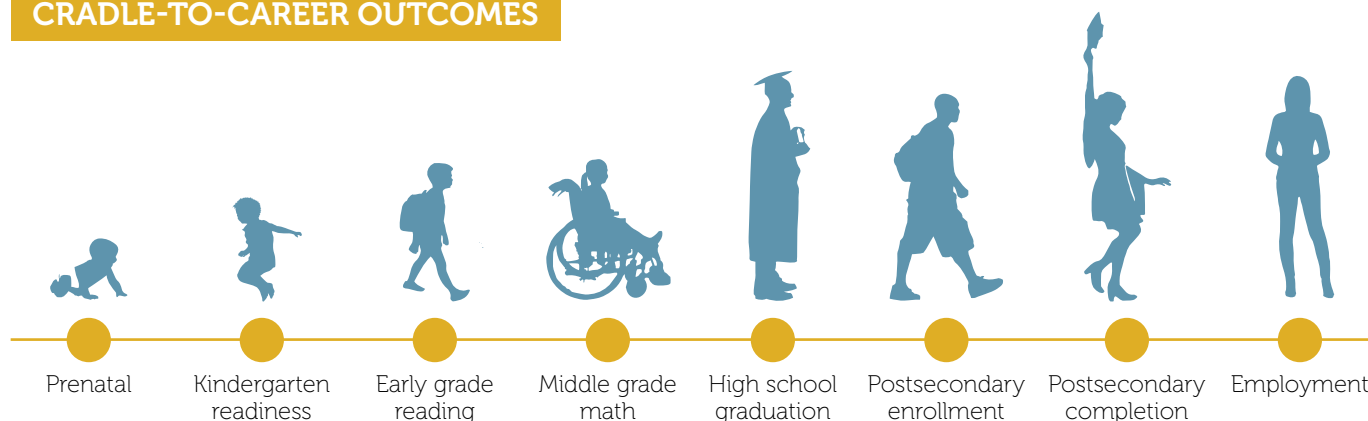 CRADLE-TO-CAREER OUTCOMES
Prenatal
Kindergarten
readiness
Early grade
reading
Middle grade
math
High school
graduation
Postsecondary
enrollment
Postsecondary
completion
Employment